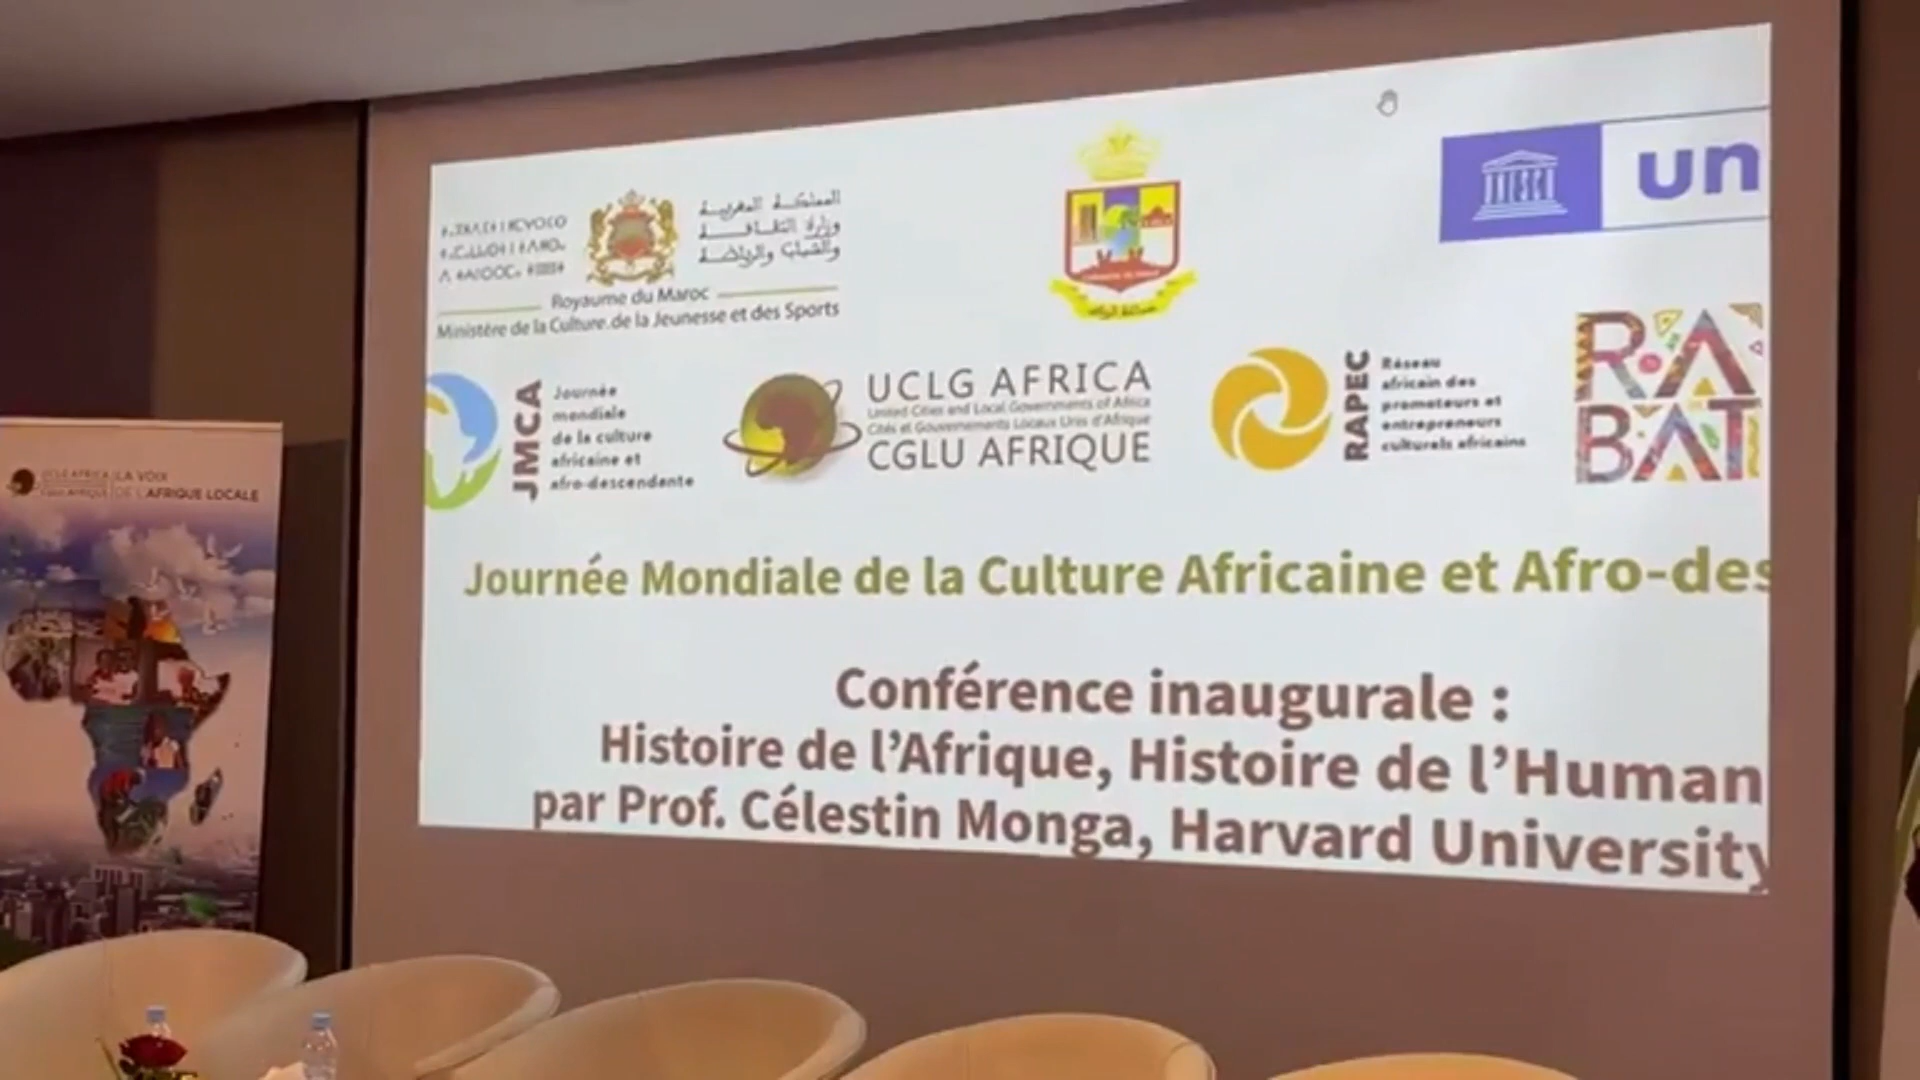 المملكة المغربية
وزارة الثقافة
والشباب والرياضة
Royaume du Maroc
Ministère de la Culture, de la Jeunesse et des Sports
un
JMCA
Journée
mondiale
de la culture
africaine et
afro-descendante
UCLG AFRICA
United Cities and Local Governments of Africa
Cités et Gouvernements Locaux Unis d'Afrique
CGLU AFRIQUE
RAPEC
Réseau
africain des
promoteurs et
entrepreneurs
culturels africains
RA
BAT
Journée Mondiale de la Culture Africaine et Afro-des
Conférence inaugurale :
Histoire de l’Afrique, Histoire de l’Human
par Prof. Célestin Monga, Harvard University
UCLG AFRICA
CGLU AFRIQUE
LA VOIX
DE L'AFRIQUE LOCALE